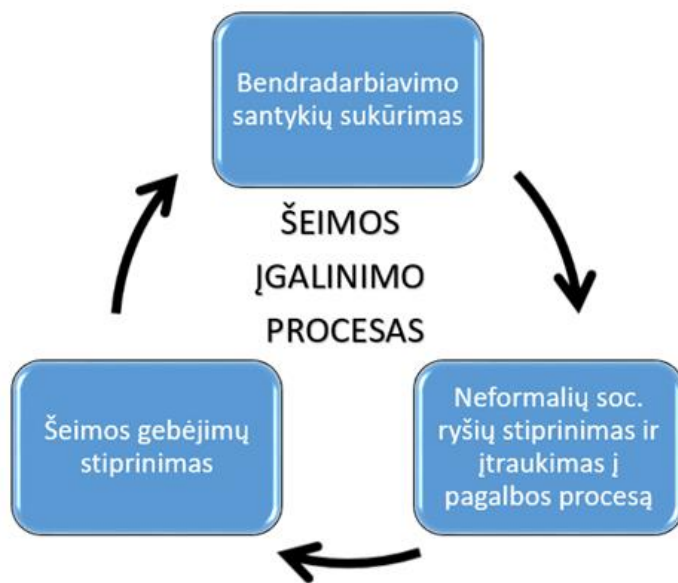 Bendradarbiavimo
santykių sukūrimas
ŠEIMOS
ĮGALINIMO
PROCESAS
Neformalių soc.
ryšių stiprinimas ir
įtraukimas į
pagalbos procesą
Šeimos gebėjimų
stiprinimas